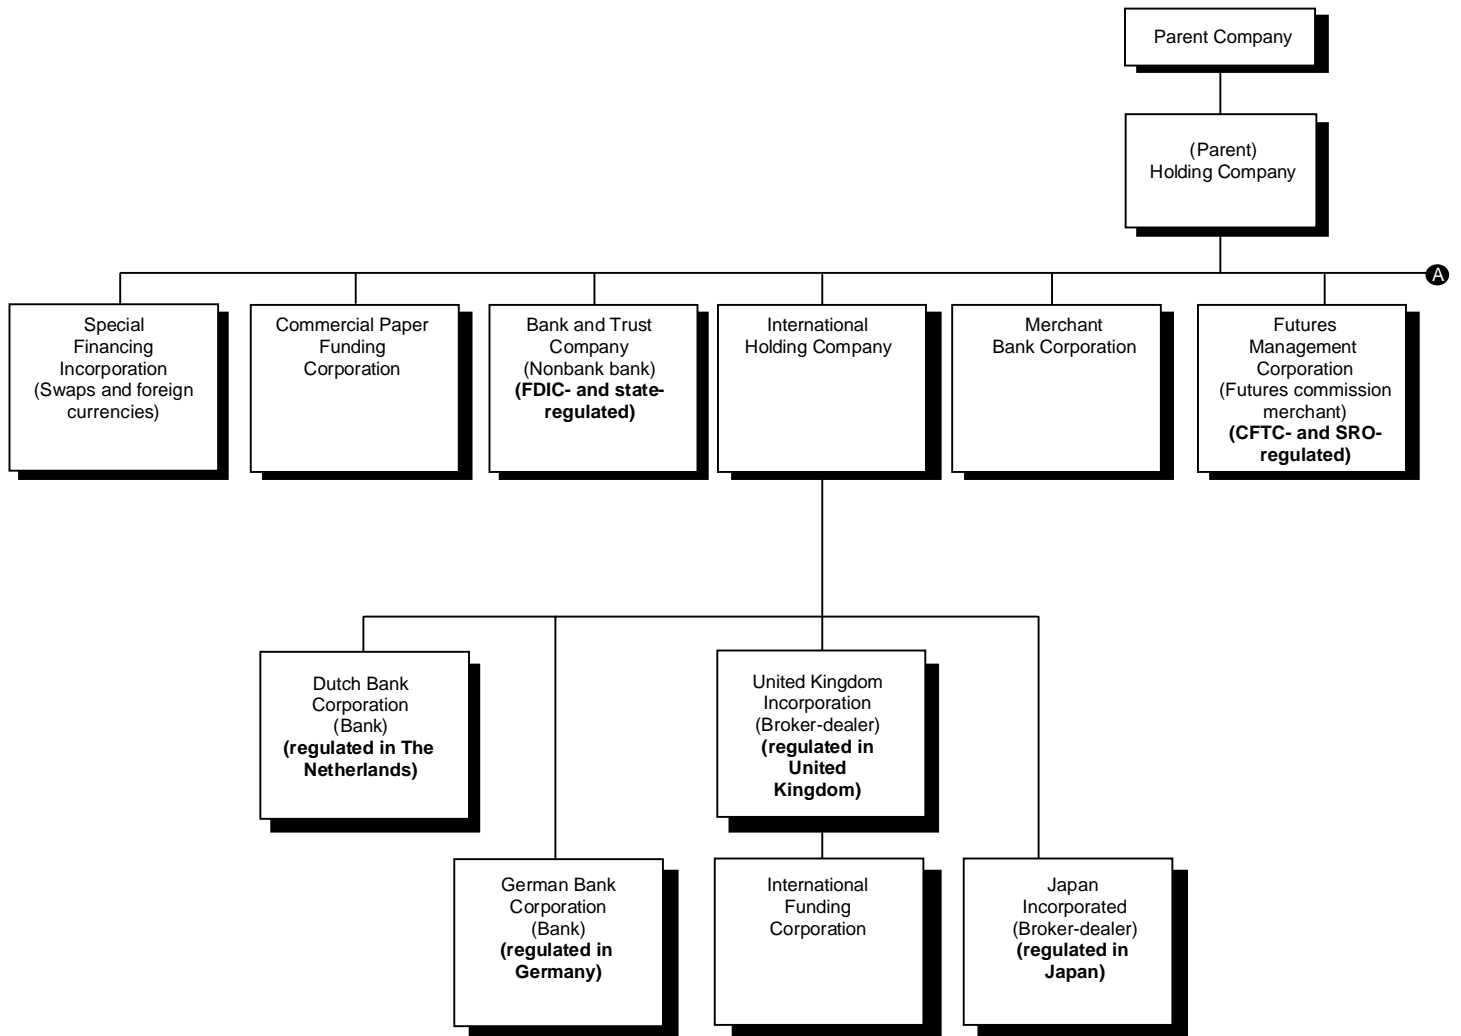 Parent Company
(Parent)
Holding Company
A
Special
Financing
Incorporation
(Swaps and foreign
currencies)
Commercial Paper
Funding
Corporation
Bank and Trust
Company
(Nonbank bank)
(FDIC- and state-
regulated)
International
Holding Company
Merchant
Bank Corporation
Futures
Management
Corporation
(Futures commission
merchant)
(CFTC- and SRO-
regulated)
Dutch Bank
Corporation
(Bank)
(regulated in The
Netherlands)
United Kingdom
Incorporation
(Broker-dealer)
(regulated in
United
Kingdom)
German Bank
Corporation
(Bank)
(regulated in
Germany)
International
Funding
Corporation
Japan
Incorporated
(Broker-dealer)
(regulated in
Japan)